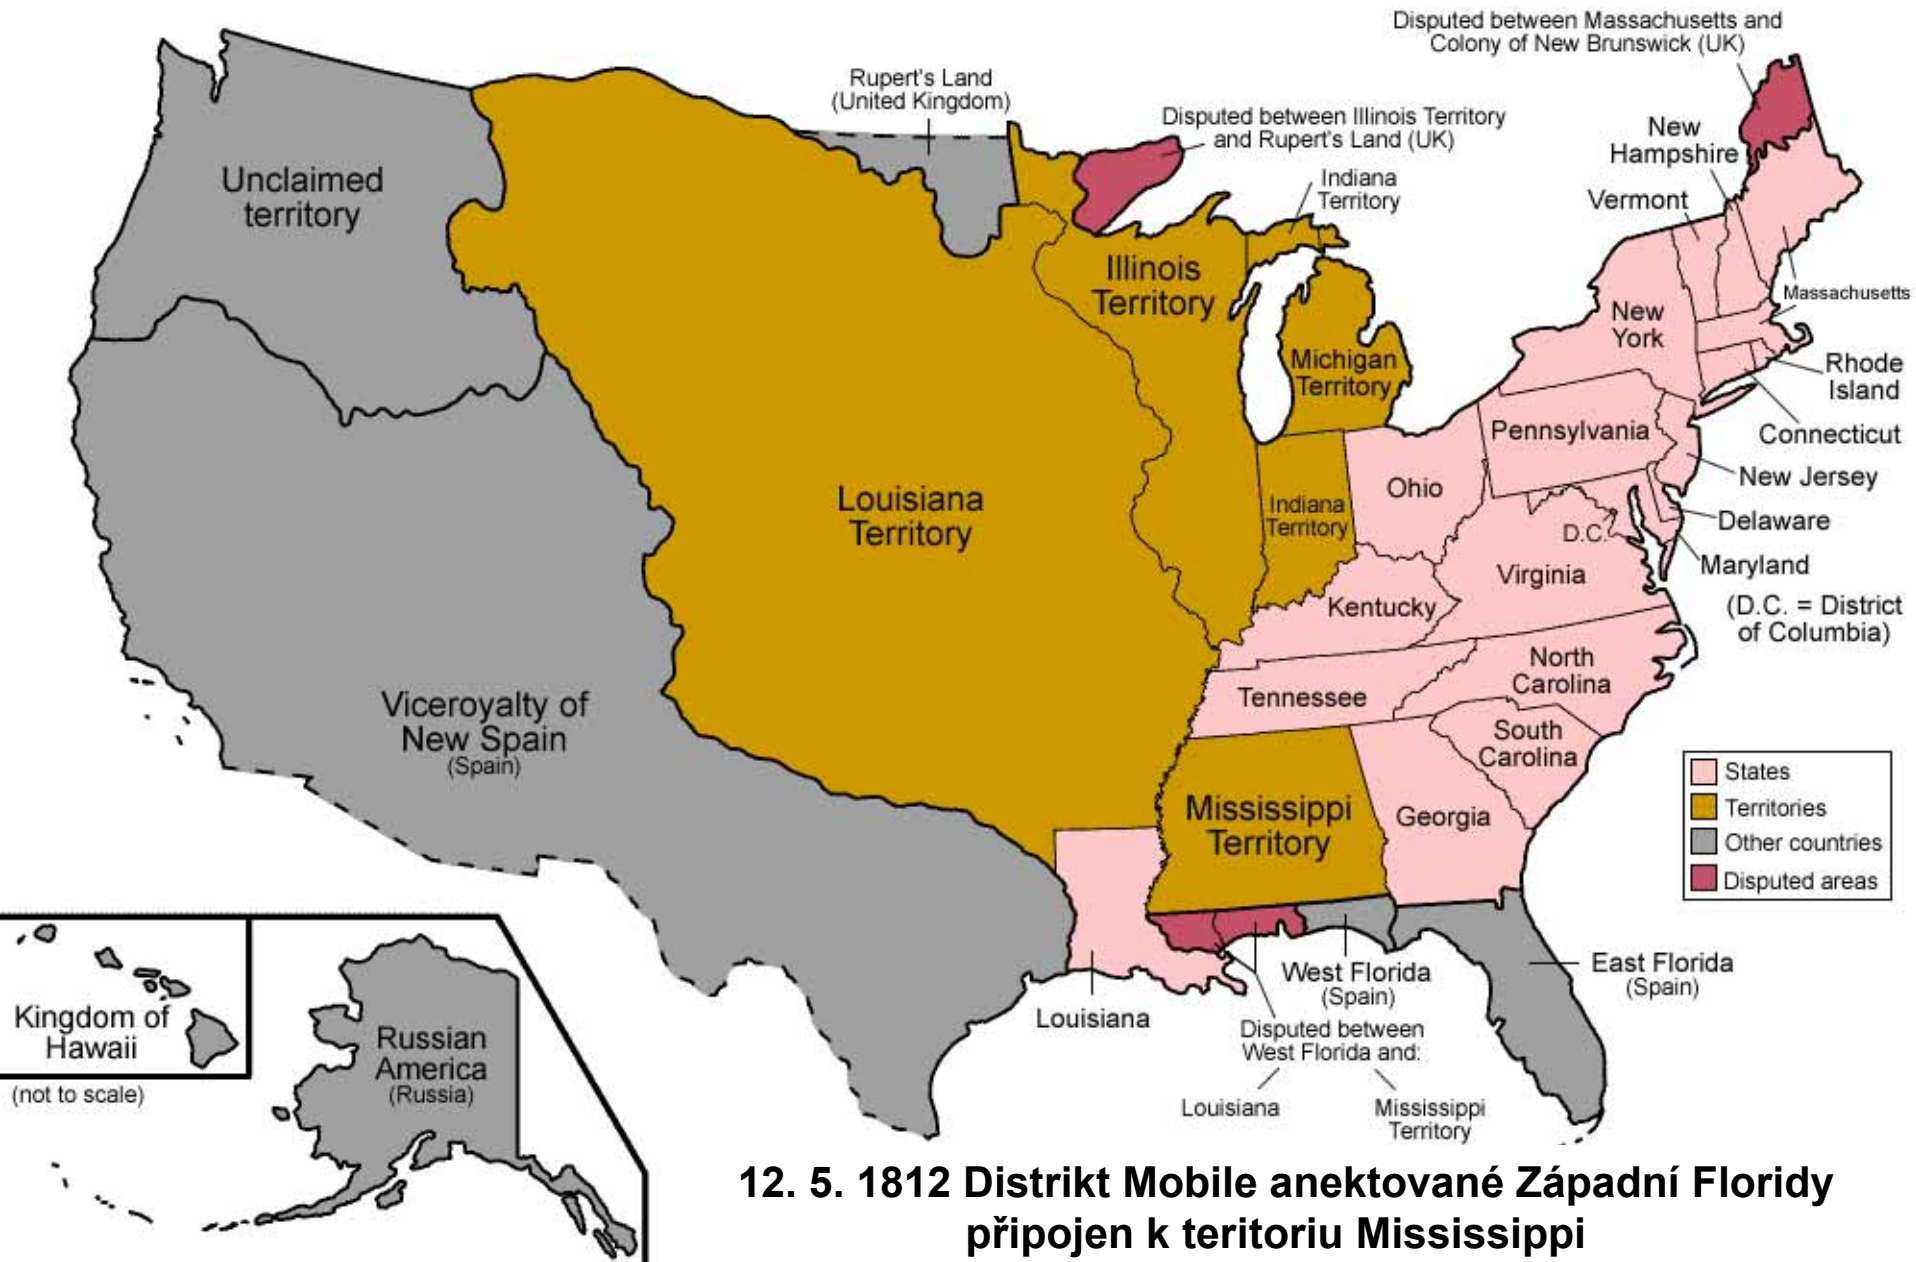 Disputed between Massachusetts and
Colony of New Brunswick (UK)
Rupert's Land
(United Kingdom)
Disputed between Illinois Territory
and Rupert's Land (UK)
New
Hampshire
Indiana
Territory
Vermont
Unclaimed
territory
Illinois
Territory
Massachusetts
New
York
Michigan
Territory
Rhode
Island
Pennsylvania
Connecticut
New Jersey
Ohio
Louisiana
Territory
Indiana
Territory
Delaware
D.C.
Maryland
Virginia
Kentucky
(D.C. = District
of Columbia)
North
Carolina
Tennessee
Viceroyalty of
New Spain
(Spain)
South
Carolina
States
Territories
Other countries
Disputed areas
Mississippi
Territory
Georgia
East Florida
(Spain)
West Florida
(Spain)
Louisiana
Disputed between
West Florida and:
Louisiana
Mississippi
Territory
Kingdom of
Hawaii
(not to scale)
Russian
America
(Russia)
12. 5. 1812 Distrikt Mobile anektované Západní Floridy
připojen k teritoriu Mississippi